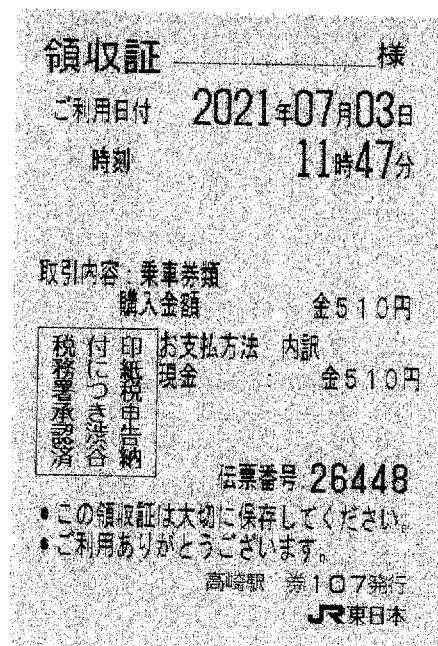 領収証 様
ご利用日付 2021年07月03日
時刻 11時47分
取引内容:乗車券類
購入金額 金510円
お支払方法 内訳
現金 : 金510円
印紙税申告納
付につき渋谷
税務署承認済
伝票番号 26448
●この領収証は大切に保存してください。
●ご利用ありがとうございます。
高崎駅 券107発行
JR東日本